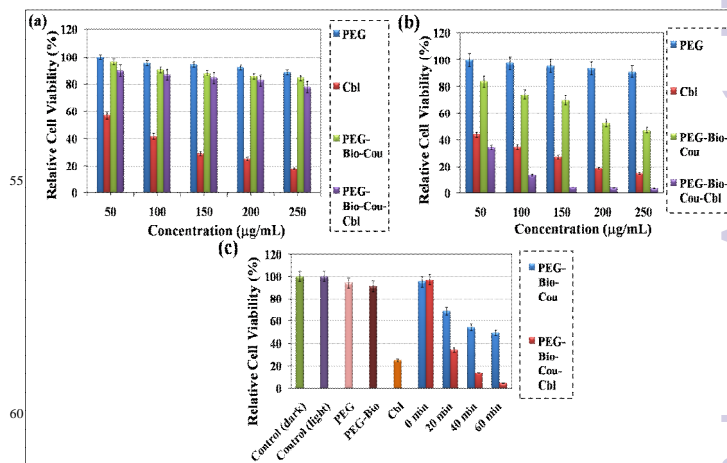 (a)
120
100
80
60
40
20
0
Relative Cell Viability (%)
50 100 150 200 250
Concentration (µg/mL)
PEG
Cbl
PEG-
Bio-Cou
PEG-
Bio-Cou-
Cbl
(b)
120
100
80
60
40
20
0
Relative Cell Viability (%)
50 100 150 200 250
Concentration (µg/mL)
PEG
Cbl
PEG-Bio-
Cou
PEG-Bio-
Cou-Cbl
55
(c)
120
100
80
60
40
20
0
Relative Cell Viability (%)
Control (dark)
Control (light)
PEG
PEG-Bio
Cbl
0 min
20 min
40 min
60 min
PEG-
Bio-
Cou
PEG-
Bio-
Cou-
Cbl
60